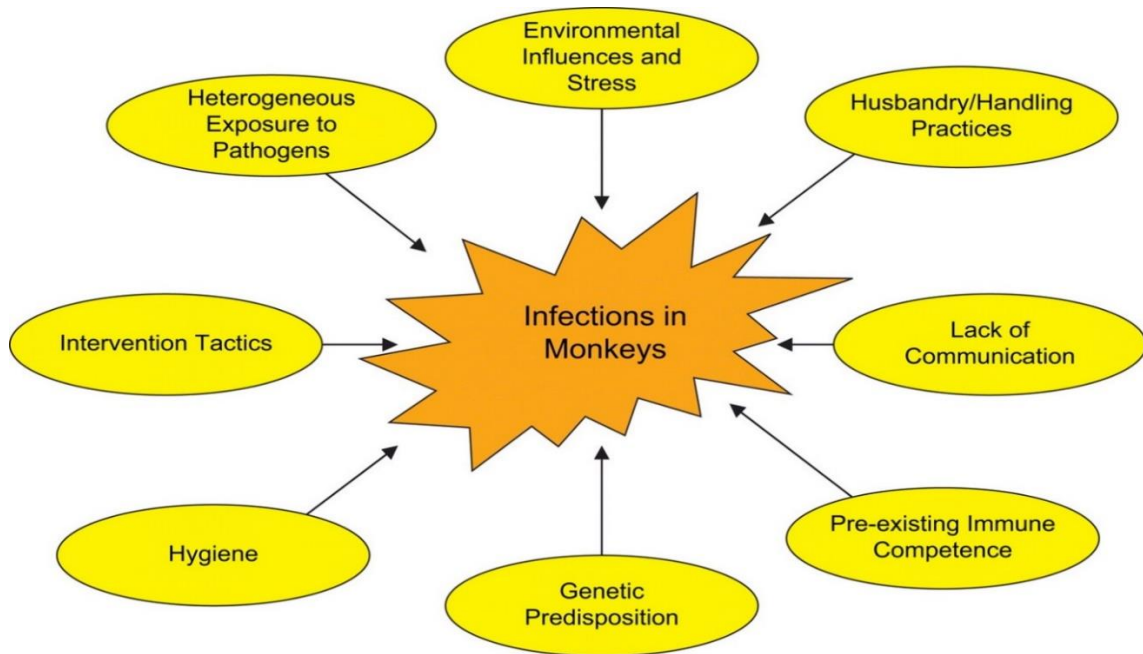 Environmental
Influences and
Stress
Heterogeneous
Exposure to
Pathogens
Husbandry/Handling
Practices
Infections in
Monkeys
Intervention Tactics
Lack of
Communication
Hygiene
Genetic
Predisposition
Pre-existing Immune
Competence